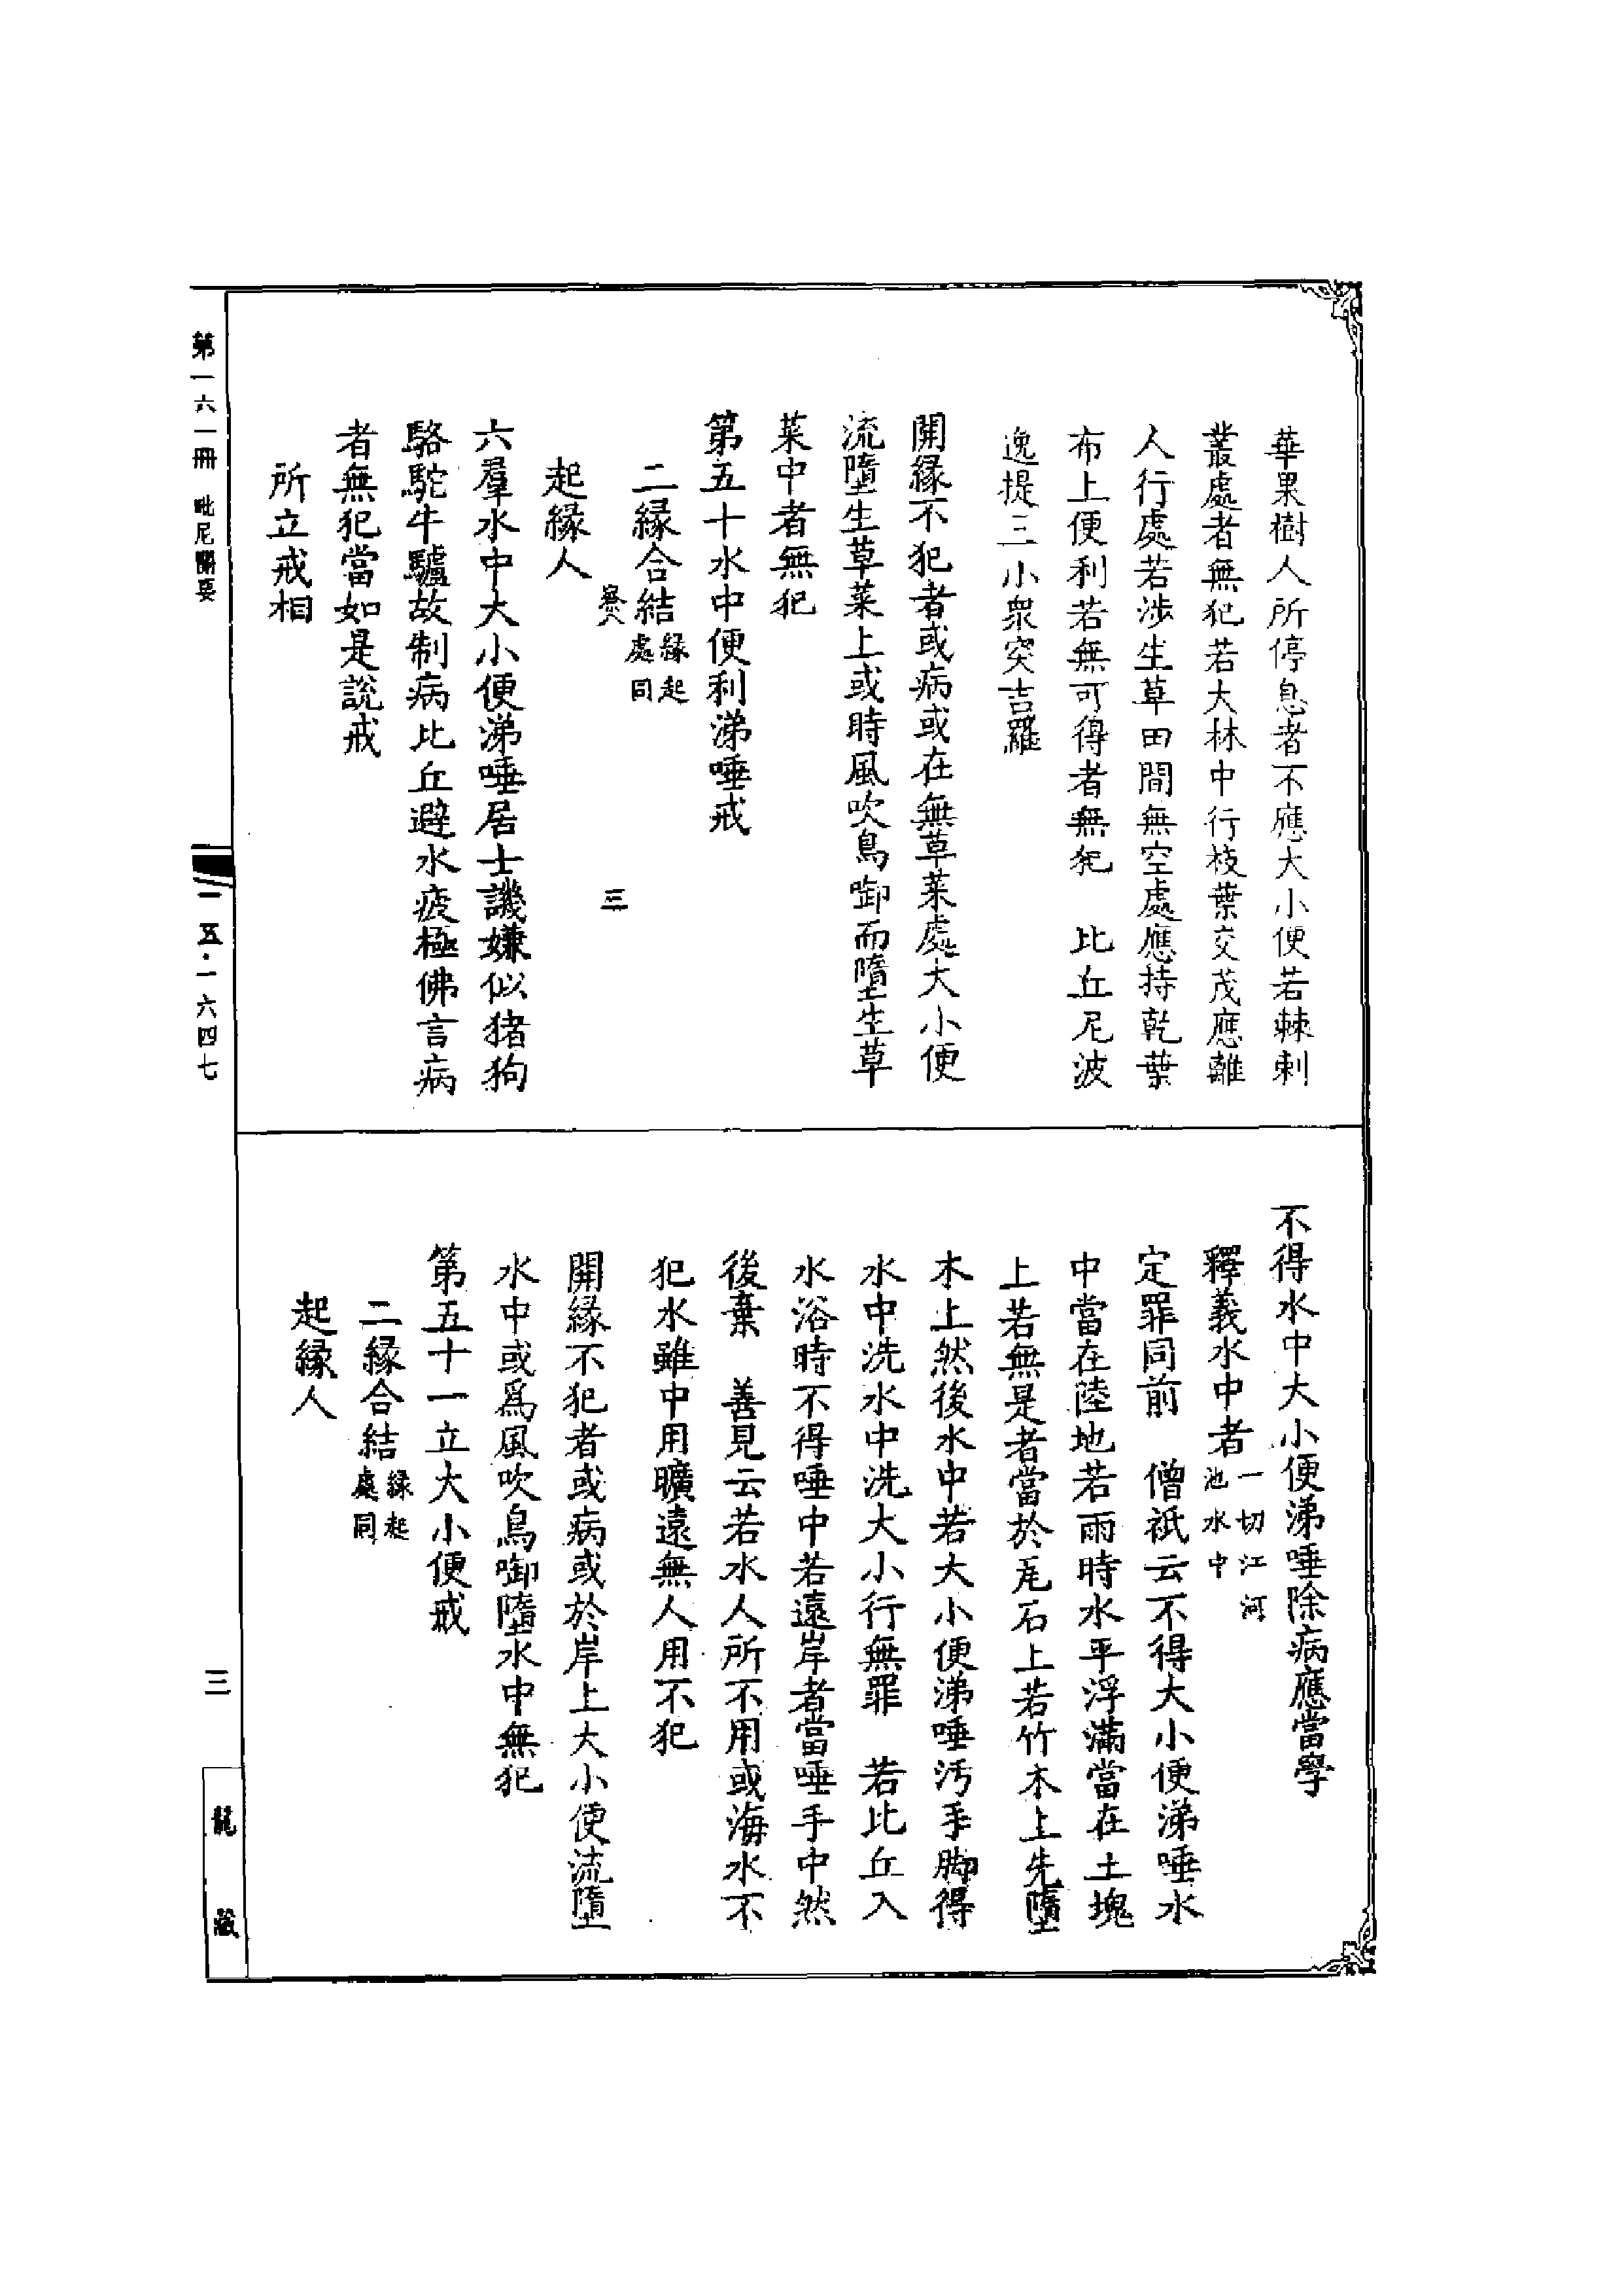 華果樹人所停息者不應大小便若棘刺
叢處者無犯若大林中行枝葉交茂應離
人行處若涉生草田間無空處應持乾葉
布上便利若無可得者無犯　比丘尼波
逸提三小眾突吉羅
開緣不犯者或病或在無草菜處大小便
流墮生草菜上或時風吹鳥啣而墮生草
菜中者無犯
第五十水中便利涕唾戒
二緣合結緣起處同
起緣人
三
六羣水中大小便涕唾居士譏嫌似猪狗
駱駝牛驢故制病比丘避水疲極佛言病
者無犯當如是說戒
所立戒相
不得水中大小便涕唾除病應當學
釋義水中者一切江河池水中
定罪同前　僧祇云不得大小便涕唾水
中當在陸地若雨時水平浮滿當在土塊
上若無是者當於瓦石上若竹木上先墮
木上然後水中若大小便涕唾污手脚得
水中洗水中洗大小行無罪　若比丘入
水浴時不得唾中若遠岸者當唾手中然
後棄　善見云若水人所不用或海水不
犯水雖中用曠遠無人用不犯
開緣不犯者或病或於岸上大小便流墮
水中或爲風吹鳥啣墮水中無犯
第五十一立大小便戒
二緣合結緣起處同
起緣人
第一六一冊　毗尼關要
一五·一六四七
三
龍藏